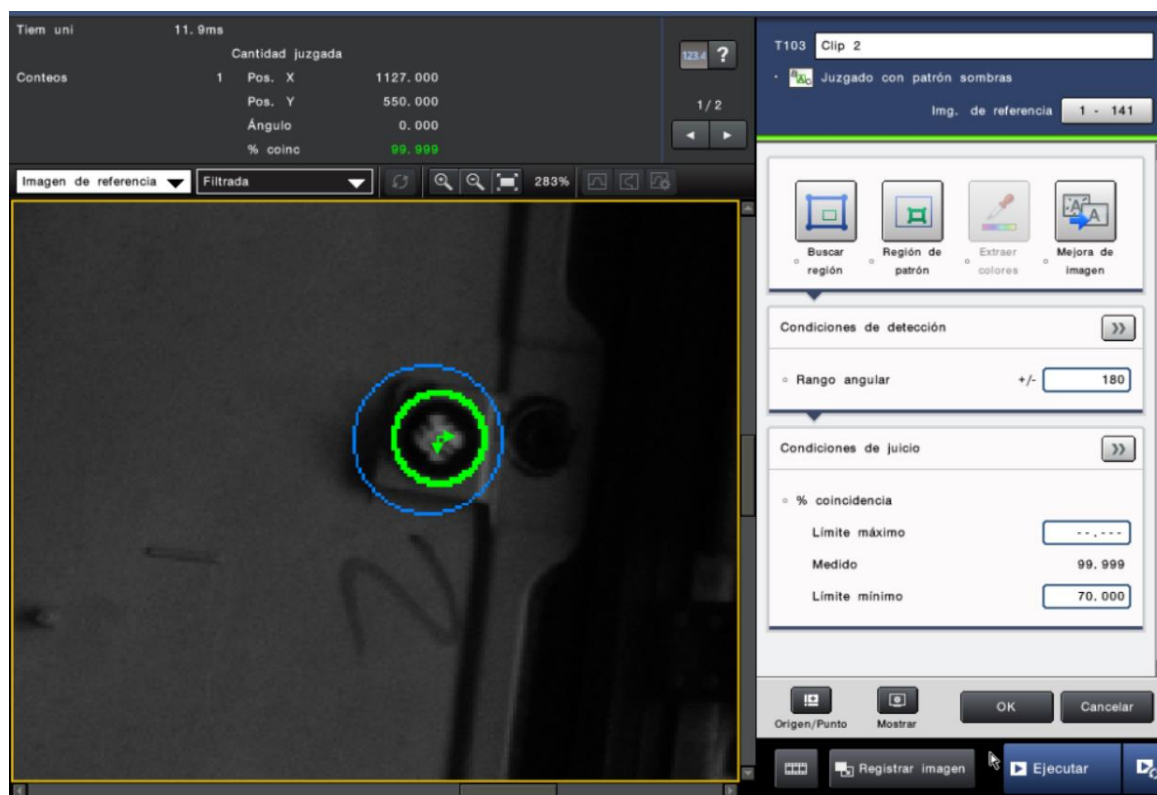 Tiem uni 11.9ms
Cantidad juzgada
Conteos 1 Pos. X 1127.000
Pos. Y 550.000
Ángulo 0.000
% coinc 99.999
123.4 ?
1/2
Imagen de referencia Filtrada 283%
2
T103 Clip 2
Juzgado con patrón sombras
Img. de referencia 1 - 141
Buscar región
Región de patrón
Extraer colores
Mejora de imagen
Condiciones de detección
Rango angular +/- 180
Condiciones de juicio
% coincidencia
Límite máximo --.---
Medido 99.999
Límite mínimo 70.000
Origen/Punto Mostrar OK Cancelar
Registrar imagen Ejecutar